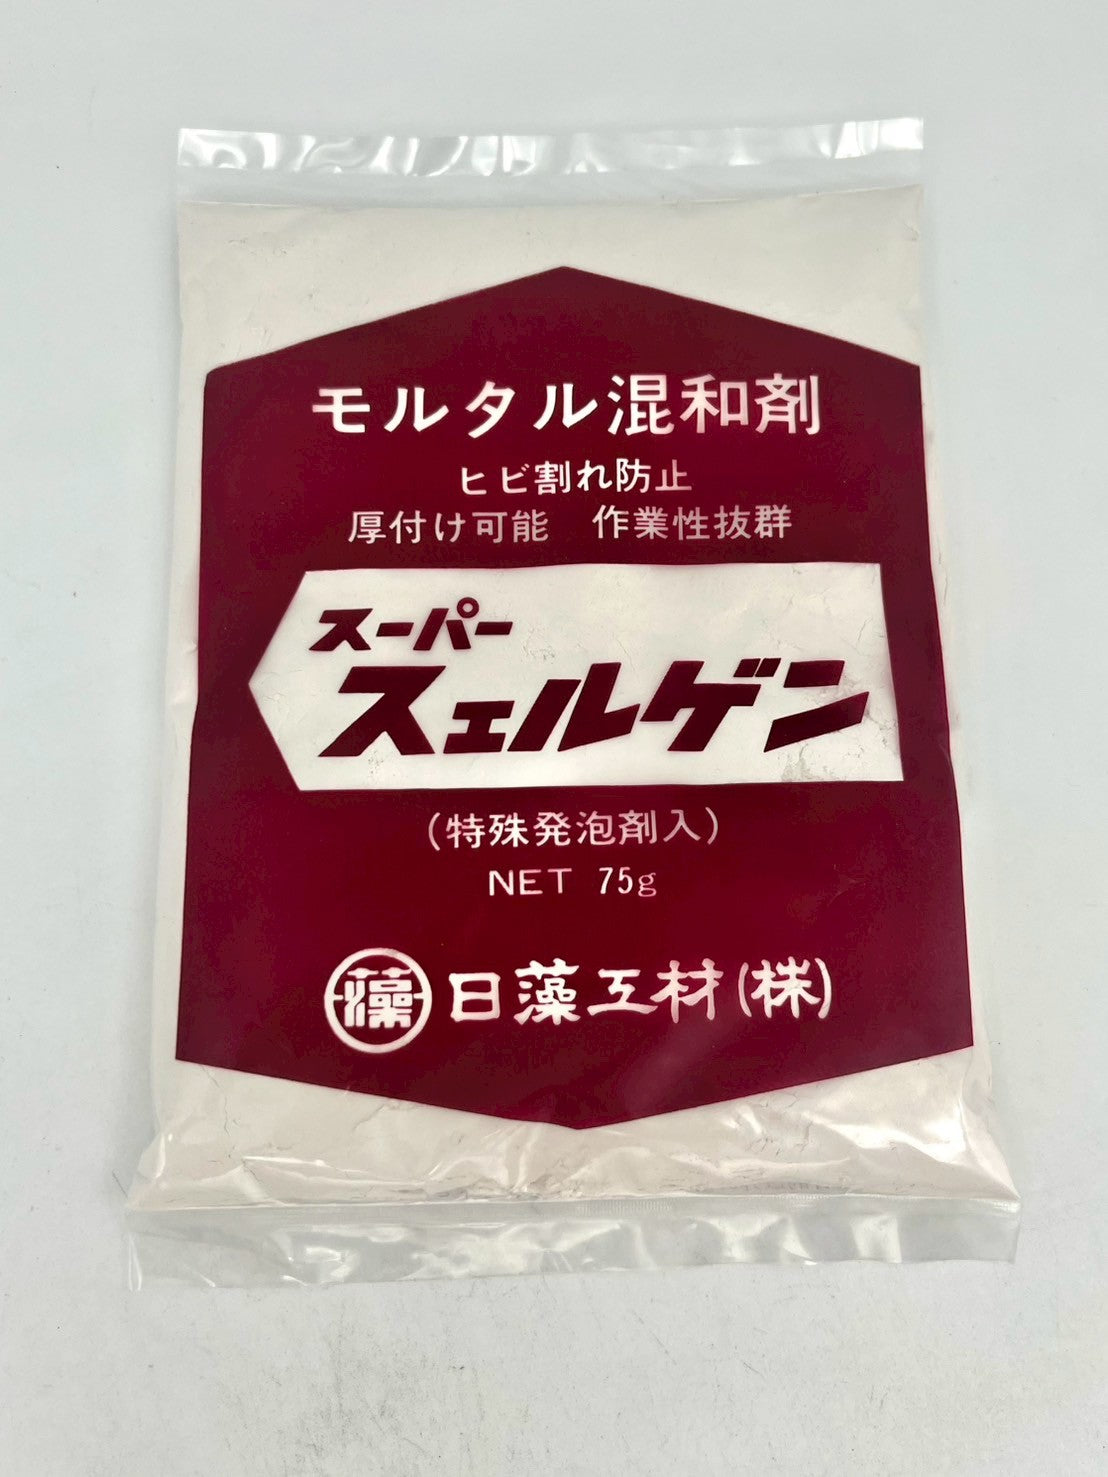 モルタル混和剤
ヒビ割れ防止
厚付け可能　作業性抜群
スーパー
スェルゲン
(特殊発泡剤入)
NET 75g
藻 日藻工材(株)